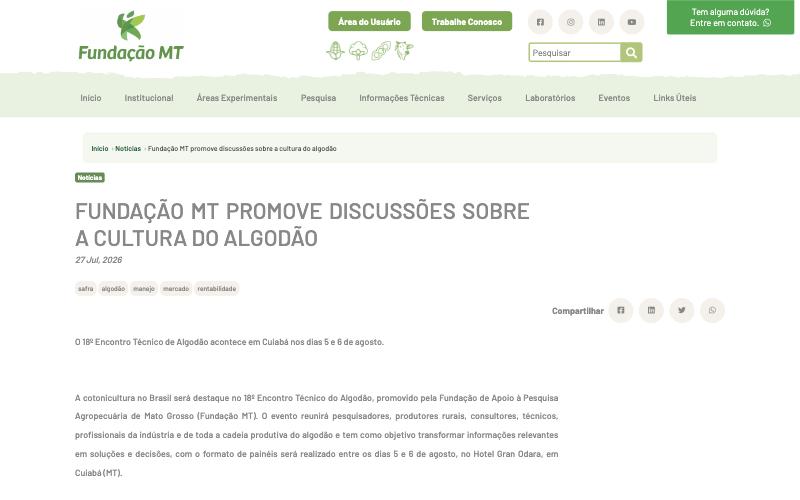 Fundação MT
Área do Usuário
Trabalhe Conosco
Tem alguma dúvida?
Entre em contato.
Pesquisar
Início
Institucional
Áreas Experimentais
Pesquisa
Informações Técnicas
Serviços
Laboratórios
Eventos
Links Úteis
Início › Notícias › Fundação MT promove discussões sobre a cultura do algodão
Notícias
FUNDAÇÃO MT PROMOVE DISCUSSÕES SOBRE
A CULTURA DO ALGODÃO
27 Jul, 2026
safra algodão manejo mercado rentabilidade
Compartilhar
O 18º Encontro Técnico de Algodão acontece em Cuiabá nos dias 5 e 6 de agosto.
A cotonicultura no Brasil será destaque no 18º Encontro Técnico do Algodão, promovido pela Fundação de Apoio à Pesquisa
Agropecuária de Mato Grosso (Fundação MT). O evento reunirá pesquisadores, produtores rurais, consultores, técnicos,
profissionais da indústria e de toda a cadeia produtiva do algodão e tem como objetivo transformar informações relevantes
em soluções e decisões, com o formato de painéis será realizado entre os dias 5 e 6 de agosto, no Hotel Gran Odara, em
Cuiabá (MT).